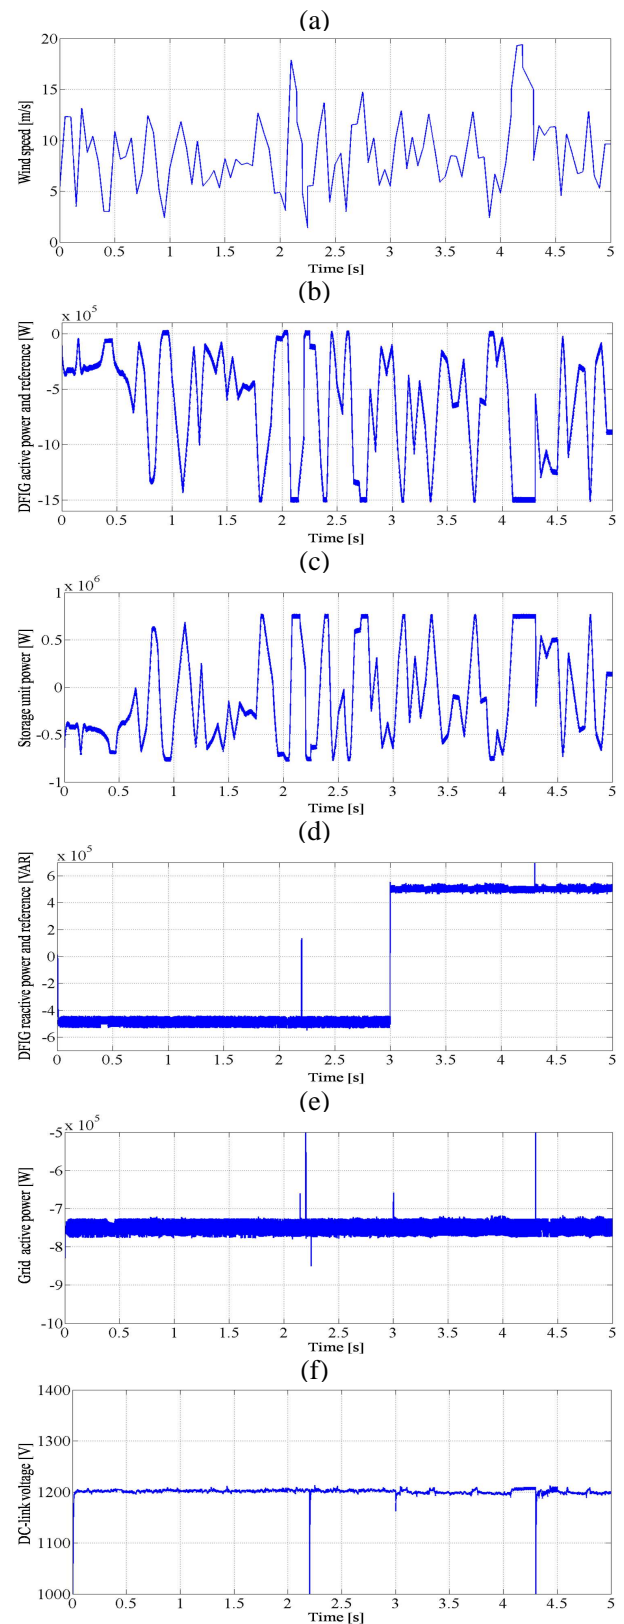 (a)
20
15
10
5
0
Wind speed [m/s]
0 0.5 1 1.5 2 2.5 3 3.5 4 4.5 5
Time [s]
(b)
x 10^5
0
-5
-10
-15
DFIG active power and reference [W]
0 0.5 1 1.5 2 2.5 3 3.5 4 4.5 5
Time [s]
(c)
x 10^6
1
0.5
0
-0.5
-1
Storage unit power [W]
0 0.5 1 1.5 2 2.5 3 3.5 4 4.5 5
Time [s]
(d)
x 10^5
6
4
2
0
-2
-4
-6
DFIG reactive power and reference [VAR]
0 0.5 1 1.5 2 2.5 3 3.5 4 4.5 5
Time [s]
(e)
x 10^5
-5
-6
-7
-8
-9
-10
Grid active power [W]
0 0.5 1 1.5 2 2.5 3 3.5 4 4.5 5
Time [s]
(f)
1400
1300
1200
1100
1000
DC-link voltage [V]
0 0.5 1 1.5 2 2.5 3 3.5 4 4.5 5
Time [s]